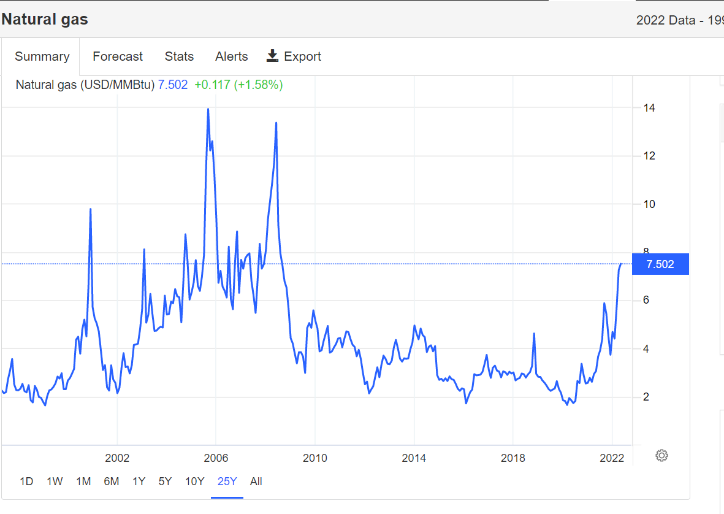 Natural gas 2022 Data - 199
Summary Forecast Stats Alerts Export
Natural gas (USD/MMBtu) 7.502 +0.117 (+1.58%)
14
12
10
8
7.502
6
4
2
2002 2006 2010 2014 2018 2022
1D 1W 1M 6M 1Y 5Y 10Y 25Y All